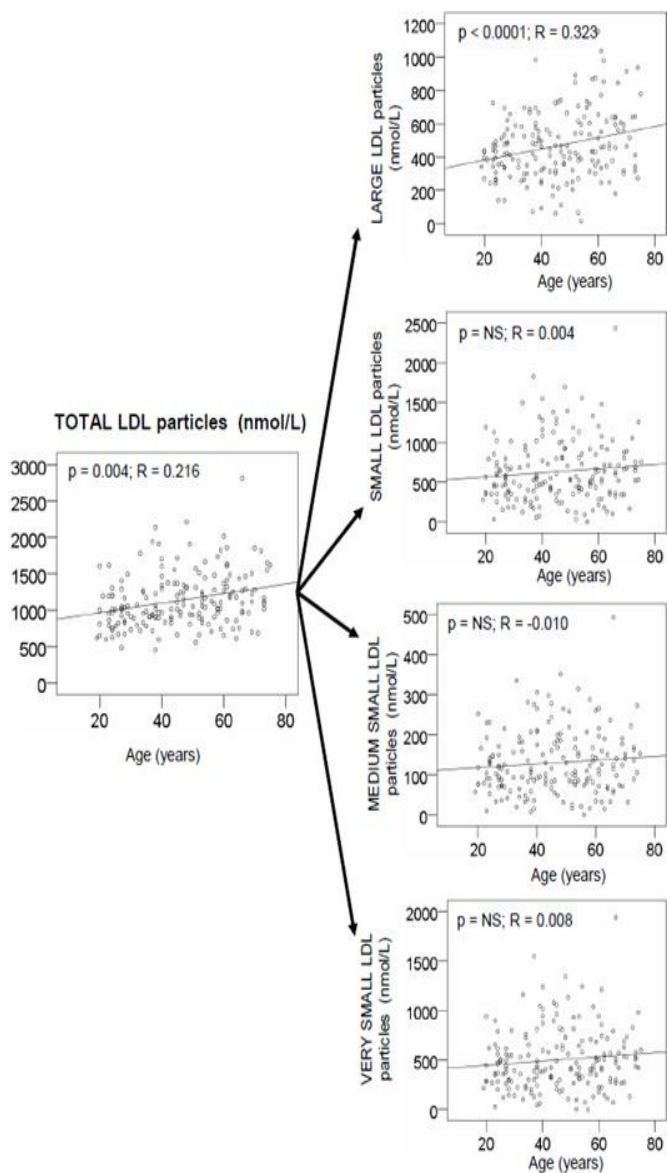 TOTAL LDL particles (nmol/L)
p = 0.004; R = 0.216
3000
2500
2000
1500
1000
500
0
20 40 60 80
Age (years)
LARGE LDL particles
(nmol/L)
p < 0.0001; R = 0.323
1200
1000
800
600
400
200
0
20 40 60 80
Age (years)
SMALL LDL particles
(nmol/L)
p = NS; R = 0.004
2500
2000
1500
1000
500
0
20 40 60 80
Age (years)
MEDIUM SMALL LDL
particles (nmol/L)
p = NS; R = -0.010
500
400
300
200
100
0
20 40 60 80
Age (years)
VERY SMALL LDL
particles (nmol/L)
p = NS; R = 0.008
2000
1500
1000
500
0
20 40 60 80
Age (years)